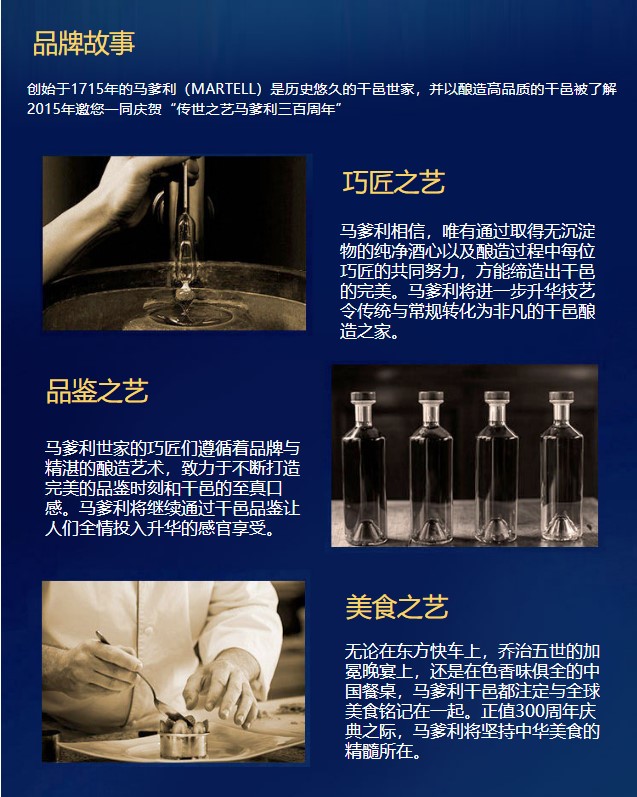 品牌故事
创始于1715年的马爹利（MARTELL）是历史悠久的干邑世家，并以酿造高品质的干邑被了解
2015年邀您一同庆贺“传世之艺马爹利三百周年”
巧匠之艺
马爹利相信，唯有通过取得无沉淀
物的纯净酒心以及酿造过程中每位
巧匠的共同努力，方能缔造出干邑
的完美。马爹利将进一步升华技艺
令传统与常规转化为非凡的干邑酿
造之家。
品鉴之艺
马爹利世家的巧匠们遵循着品牌与
精湛的酿造艺术，致力于不断打造
完美的品鉴时刻和干邑的至真口
感。马爹利将继续通过干邑品鉴让
人们全情投入升华的感官享受。
美食之艺
无论在东方快车上，乔治五世的加
冕晚宴上，还是在色香味俱全的中
国餐桌，马爹利干邑都注定与全球
美食铭记在一起。正值300周年庆
典之际，马爹利将坚持中华美食的
精髓所在。